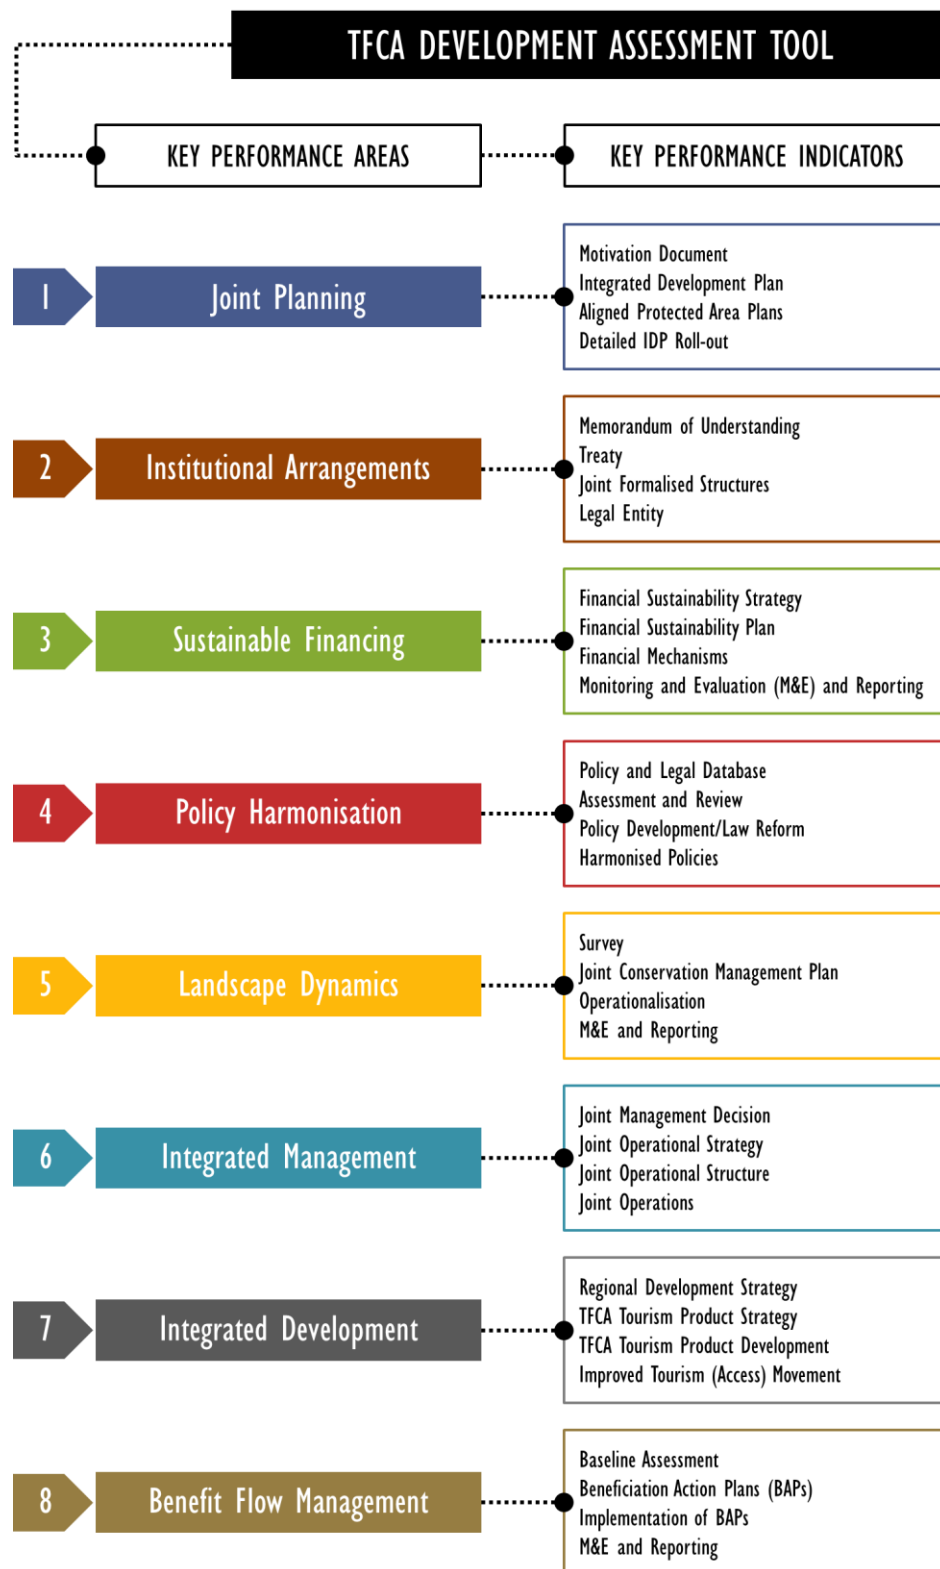 TFCA DEVELOPMENT ASSESSMENT TOOL
KEY PERFORMANCE AREAS
KEY PERFORMANCE INDICATORS
1
Joint Planning
Motivation Document
Integrated Development Plan
Aligned Protected Area Plans
Detailed IDP Roll-out
2
Institutional Arrangements
Memorandum of Understanding
Treaty
Joint Formalised Structures
Legal Entity
3
Sustainable Financing
Financial Sustainability Strategy
Financial Sustainability Plan
Financial Mechanisms
Monitoring and Evaluation (M&E) and Reporting
4
Policy Harmonisation
Policy and Legal Database
Assessment and Review
Policy Development/Law Reform
Harmonised Policies
5
Landscape Dynamics
Survey
Joint Conservation Management Plan
Operationalisation
M&E and Reporting
6
Integrated Management
Joint Management Decision
Joint Operational Strategy
Joint Operational Structure
Joint Operations
7
Integrated Development
Regional Development Strategy
TFCA Tourism Product Strategy
TFCA Tourism Product Development
Improved Tourism (Access) Movement
8
Benefit Flow Management
Baseline Assessment
Beneficiation Action Plans (BAPs)
Implementation of BAPs
M&E and Reporting